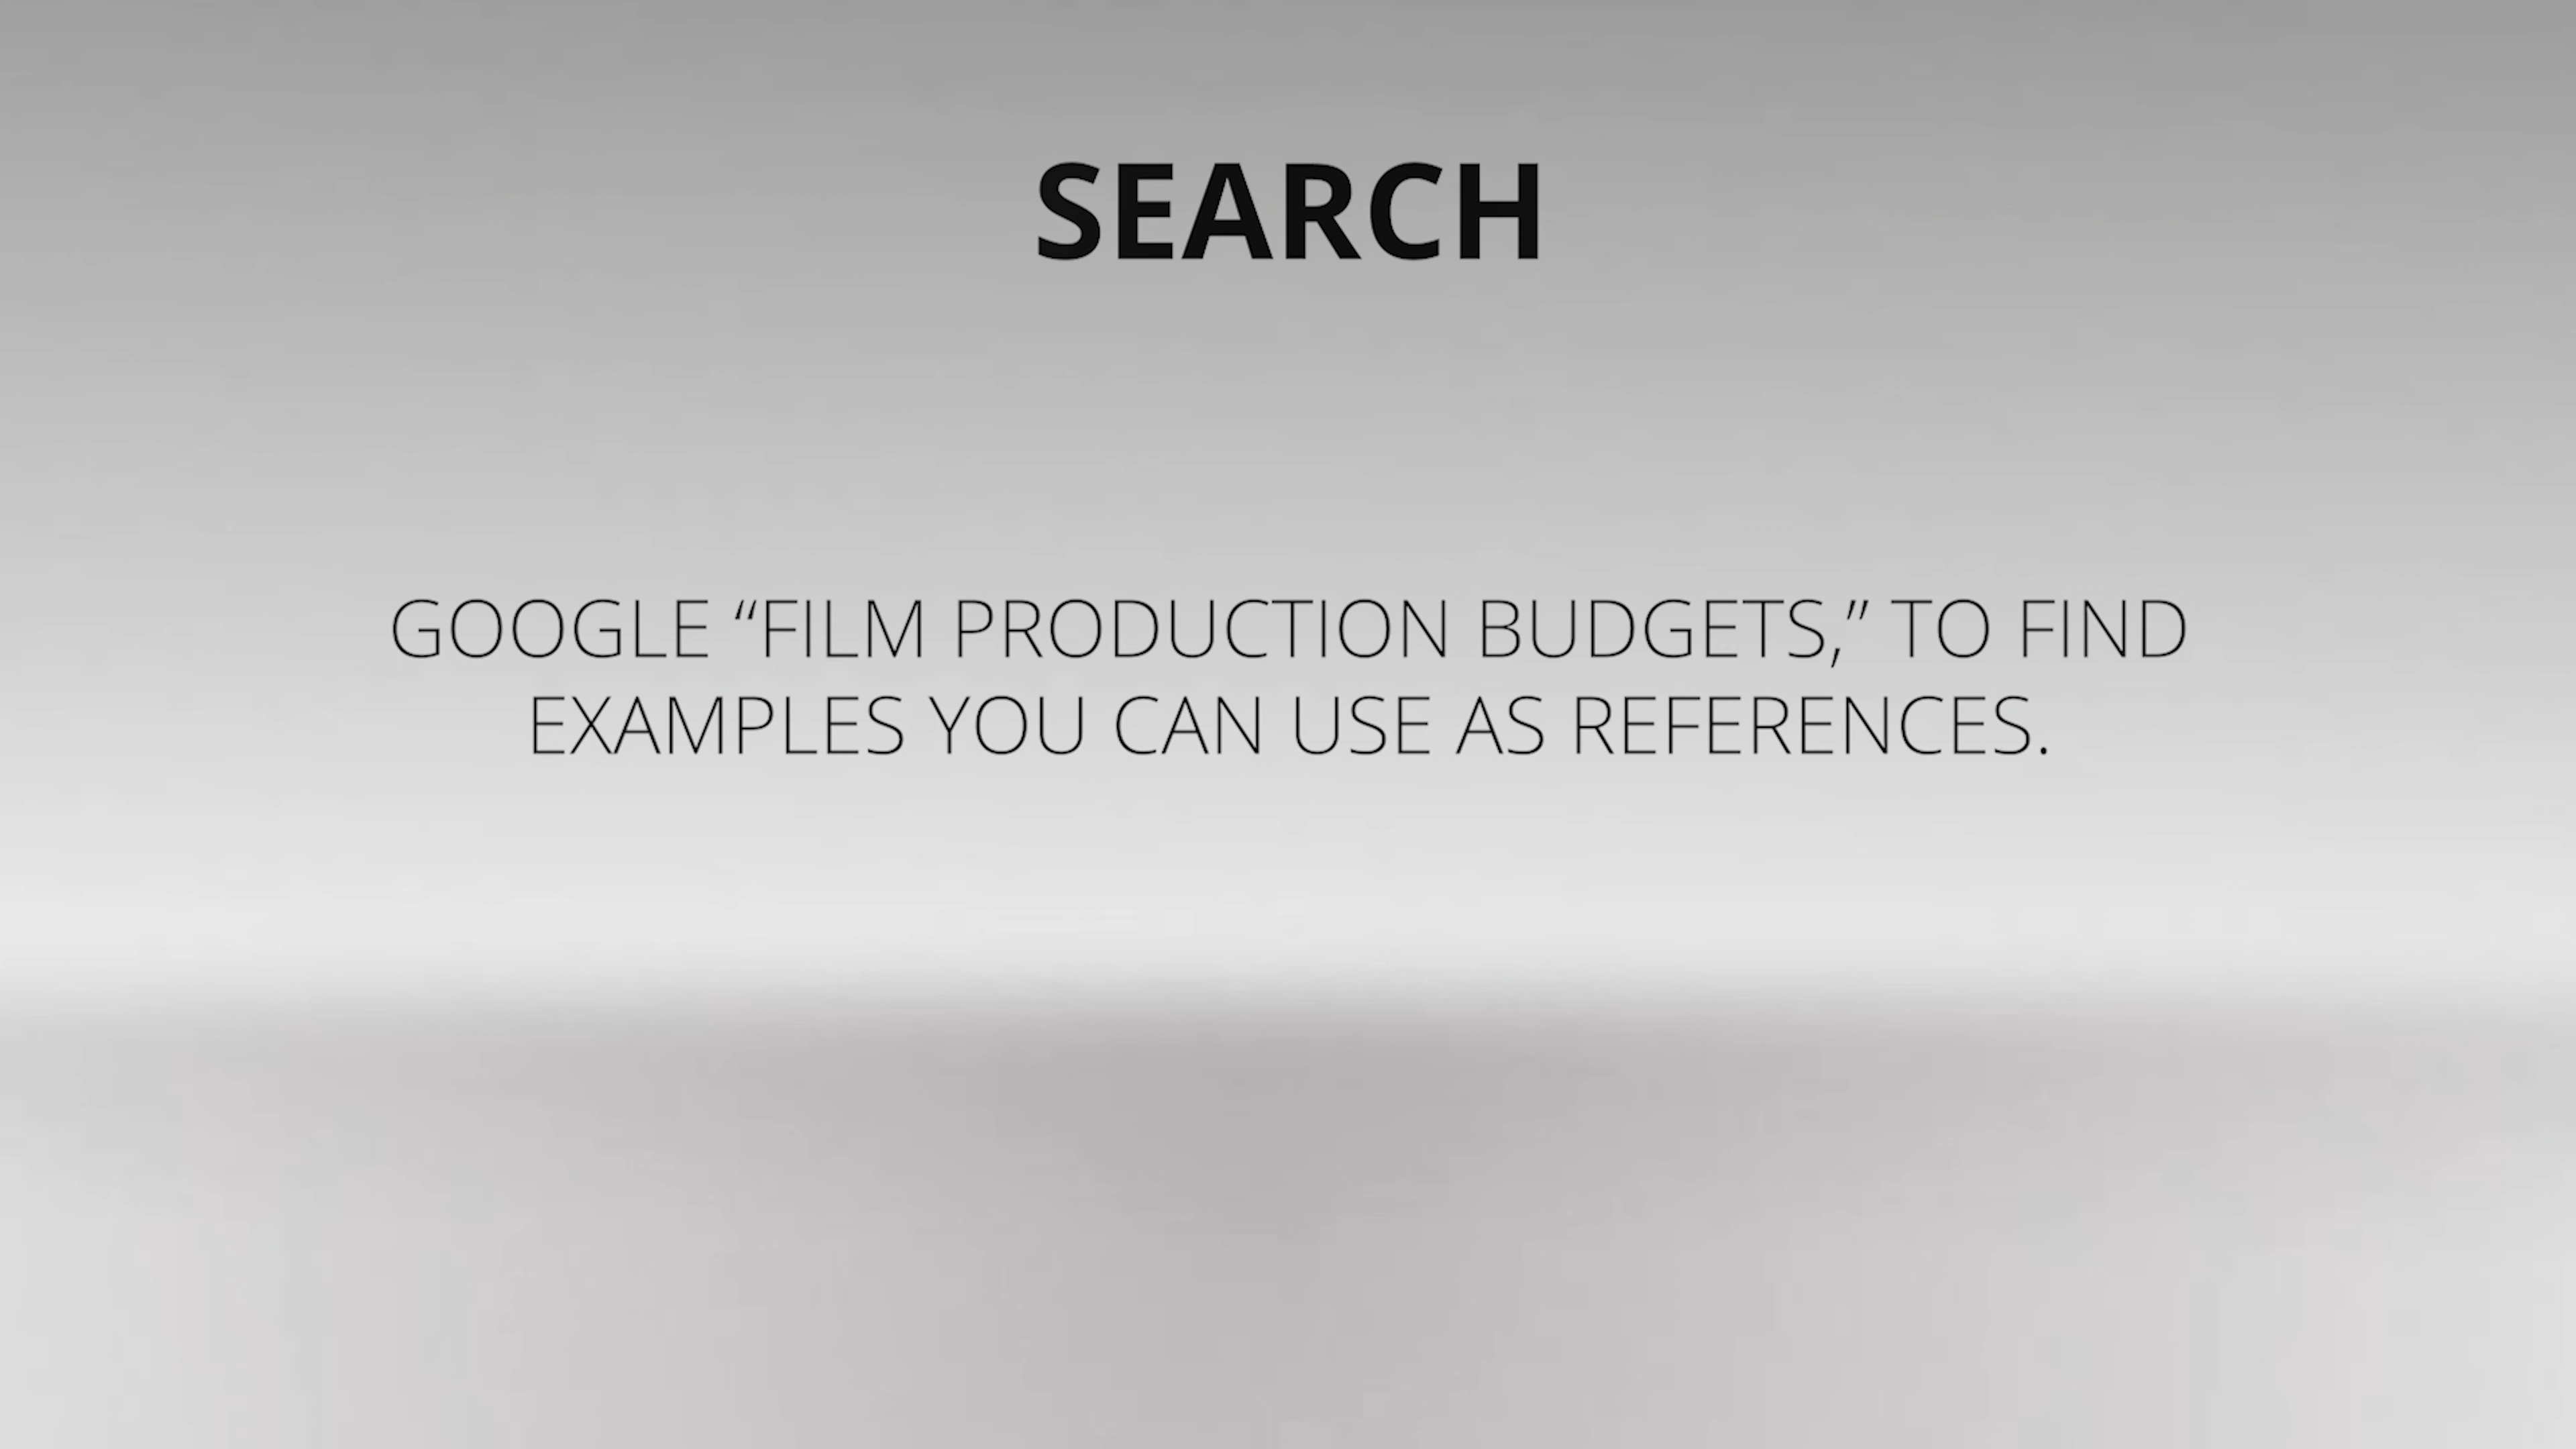 SEARCH
GOOGLE “FILM PRODUCTION BUDGETS,” TO FIND
EXAMPLES YOU CAN USE AS REFERENCES.